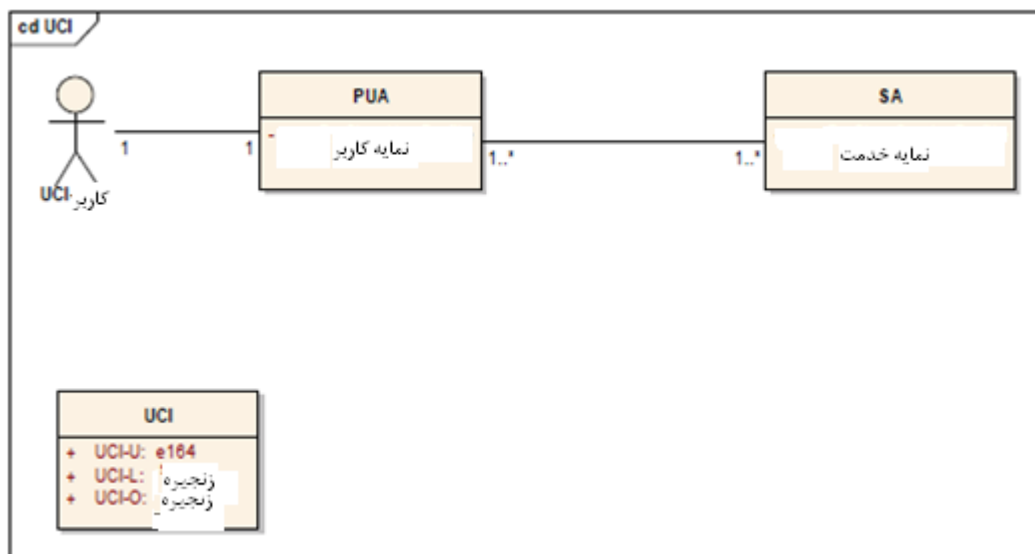 cd UCI
PUA
SA
- نمایه کاربر
نمایه خدمت
1
1
1..*
1..*
UCI-کاربر
UCI
+ UCI-U: e164
+ UCI-L: زنجیره
+ UCI-O: زنجیره